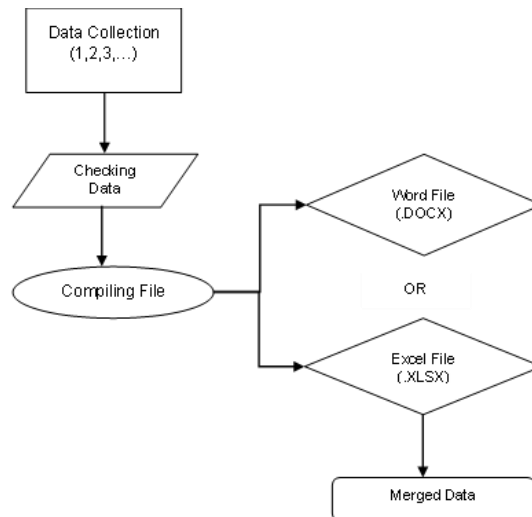 Data Collection
(1,2,3,...)
Checking
Data
Compiling File
Word File
(.DOCX)
OR
Excel File
(.XLSX)
Merged Data